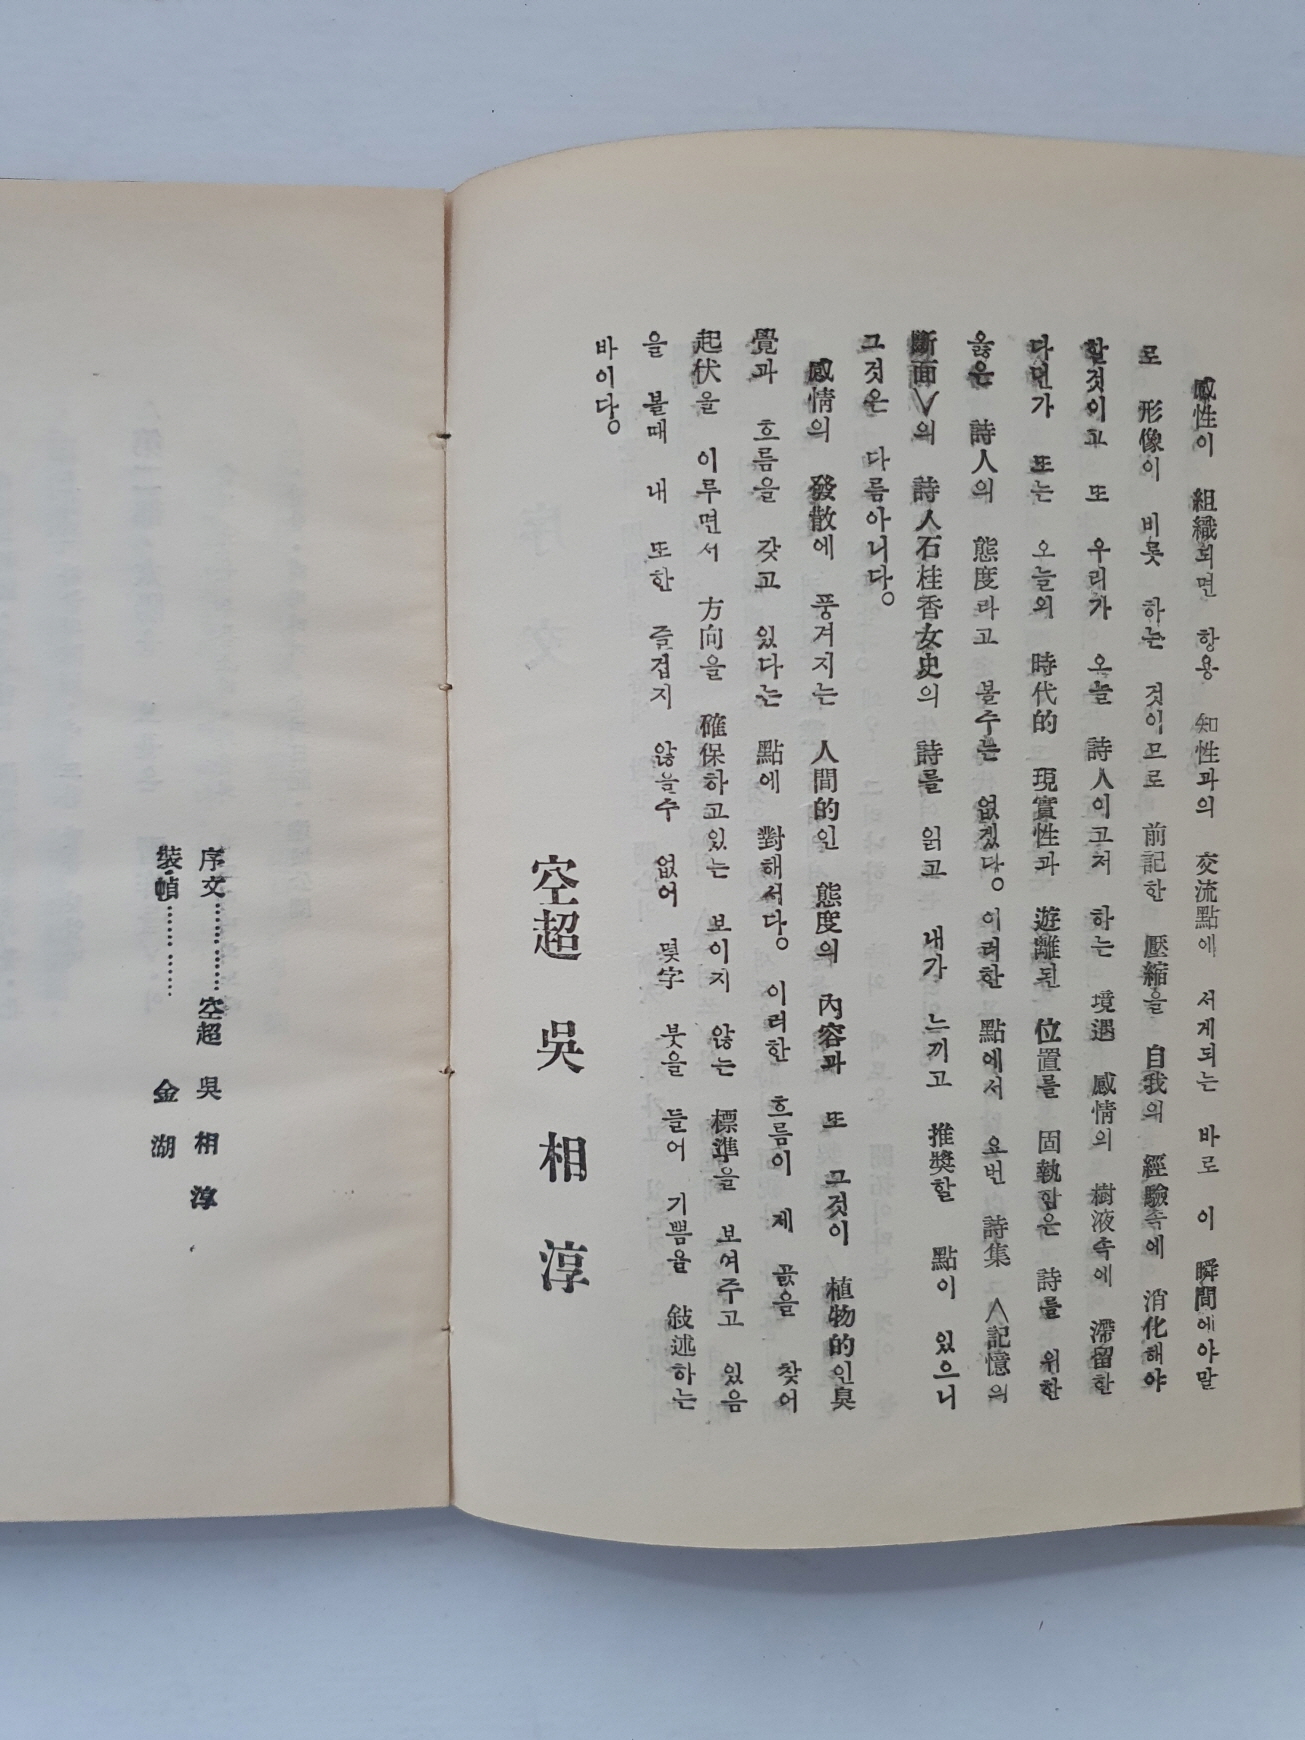 感性이 組織되면 항용 知性과의 交流點에 서게되는 바로 이 瞬間에야말
로 形像이 비롯 하는 것이므로 前記한 壓縮을 自我의 經驗속에 消化해야
할것이고 또 우리가 오늘 詩人이고저 하는 境遇 感情의 樹液속에 滯留한
다던가 또는 오늘의 時代的 現實性과 遊離된 位置를 固執함은 詩를 위한
옳은 詩人의 態度라고 볼수는 없겠다。이러한 點에서 요번 詩集 ＜記憶의
斷面＞의 詩人石桂香女史의 詩를 읽고 내가 느끼고 推奬할 點이 있으니
그것은 다름아니다。
感情의 發散에 풍겨지는 人間的인 態度의 內容과 또 그것이 植物的인臭
覺과 흐름을 갖고 있다는 點에 對해서다。이러한 흐름이 제 곬을 찾어
起伏을 이루면서 方向을 確保하고있는 보이지 않는 標準을 보여주고 있음
을 볼때 내 또한 즐겁지 않을수 없어 몇字 붓을 들어 기쁨을 敍述하는
바이다。
空超 吳 相 淳
序文……………空超 吳 相 淳
裝幀………… 金 湖